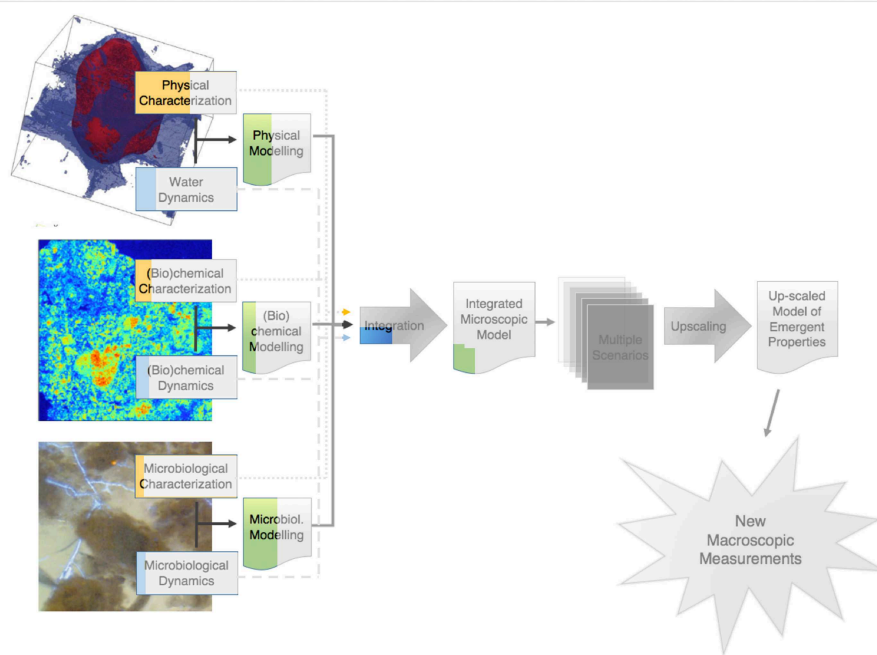 Physical
Characterization
Physical
Modelling
Water
Dynamics
(Bio)chemical
Characterization
(Bio)
chemical
Modelling
(Bio)chemical
Dynamics
Microbiological
Characterization
Microbiol.
Modelling
Microbiological
Dynamics
Integration
Integrated
Microscopic
Model
Multiple
Scenarios
Upscaling
Up-scaled
Model of
Emergent
Properties
New
Macroscopic
Measurements